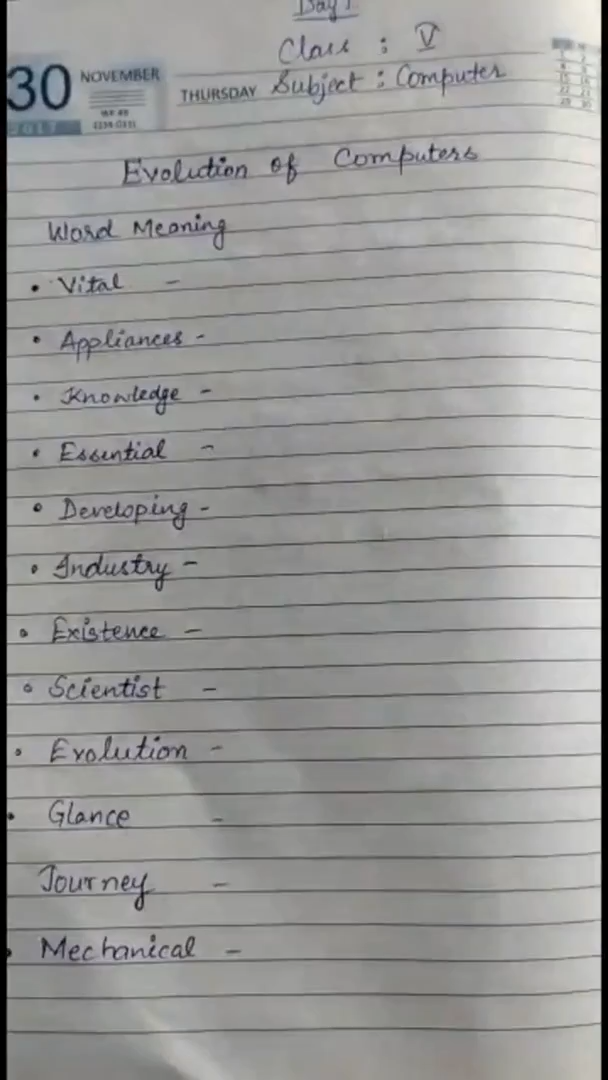 Day 1
Class : V
30 NOVEMBER
THURSDAY Subject : Computer
2017
Evolution of Computers
Word Meaning
• Vital -
• Appliances -
• Knowledge -
• Essential -
• Developing -
• Industry -
• Existence -
• Scientist -
• Evolution -
• Glance -
Journey -
• Mechanical -